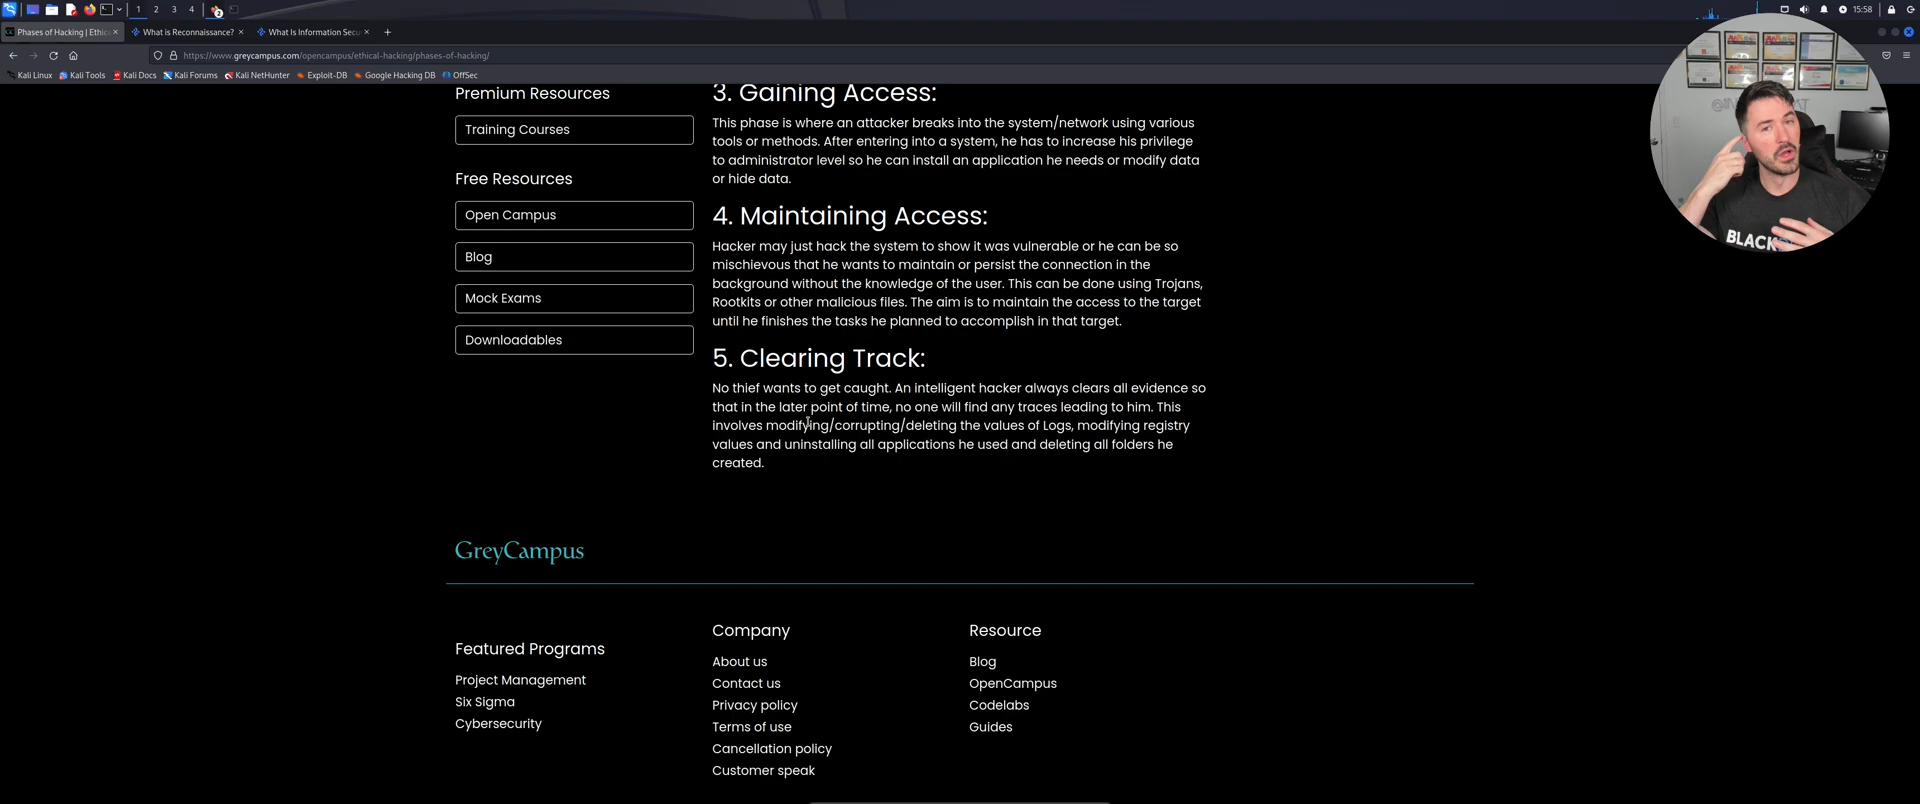 1
2
3
4
2
15:58
Phases of Hacking | Ethic
What is Reconnaissance?
What Is Information Secu
https://www.greycampus.com/opencampus/ethical-hacking/phases-of-hacking/
Kali Linux
Kali Tools
Kali Docs
Kali Forums
Kali NetHunter
Exploit-DB
Google Hacking DB
OffSec
Premium Resources
Training Courses
Free Resources
Open Campus
Blog
Mock Exams
Downloadables
3. Gaining Access:
This phase is where an attacker breaks into the system/network using various
tools or methods. After entering into a system, he has to increase his privilege
to administrator level so he can install an application he needs or modify data
or hide data.
4. Maintaining Access:
Hacker may just hack the system to show it was vulnerable or he can be so
mischievous that he wants to maintain or persist the connection in the
background without the knowledge of the user. This can be done using Trojans,
Rootkits or other malicious files. The aim is to maintain the access to the target
until he finishes the tasks he planned to accomplish in that target.
5. Clearing Track:
No thief wants to get caught. An intelligent hacker always clears all evidence so
that in the later point of time, no one will find any traces leading to him. This
involves modifying/corrupting/deleting the values of Logs, modifying registry
values and uninstalling all applications he used and deleting all folders he
created.
BLACK
GreyCampus
Featured Programs
Project Management
Six Sigma
Cybersecurity
Company
About us
Contact us
Privacy policy
Terms of use
Cancellation policy
Customer speak
Resource
Blog
OpenCampus
Codelabs
Guides